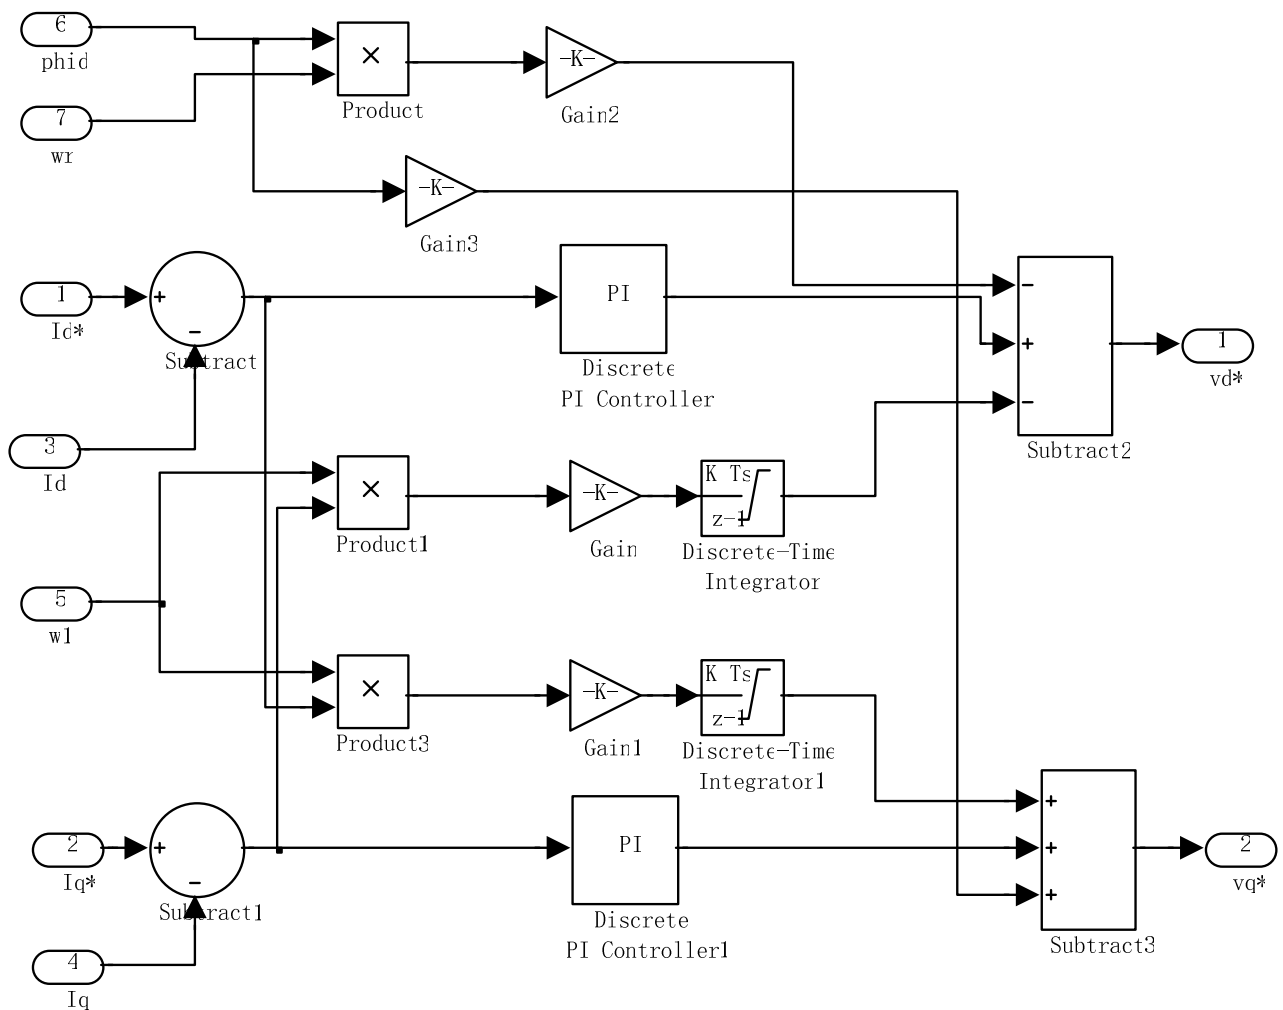 6
phid
7
wr
×
Product
-K-
Gain2
-K-
Gain3
1
Id*
+
−
Subtract
3
Id
PI
Discrete
PI Controller
−
+
−
Subtract2
1
vd*
×
Product1
-K-
Gain
K Ts
z-1
Discrete-Time
Integrator
5
w1
×
Product3
-K-
Gain1
K Ts
z-1
Discrete-Time
Integrator1
2
Iq*
+
−
Subtract1
4
Iq
PI
Discrete
PI Controller1
+
+
+
Subtract3
2
vq*